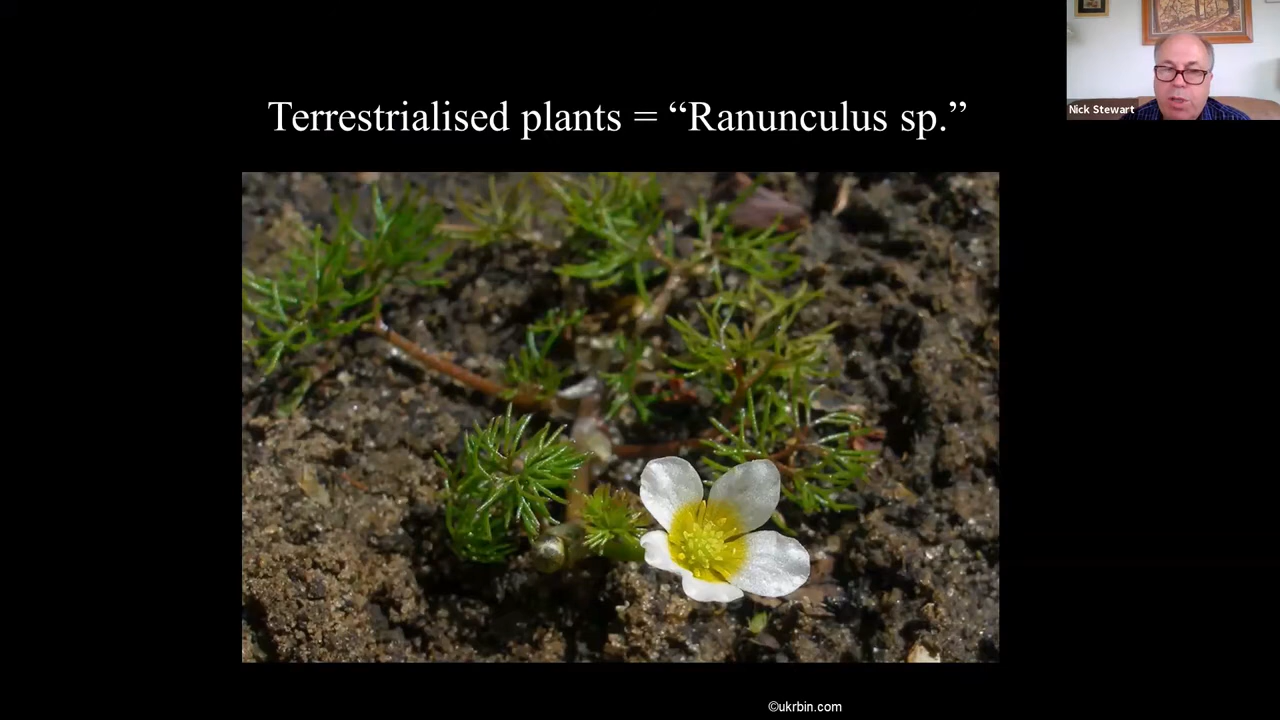 Terrestrialised plants = “Ranunculus sp.”
Nick Stewart
©ukrbin.com